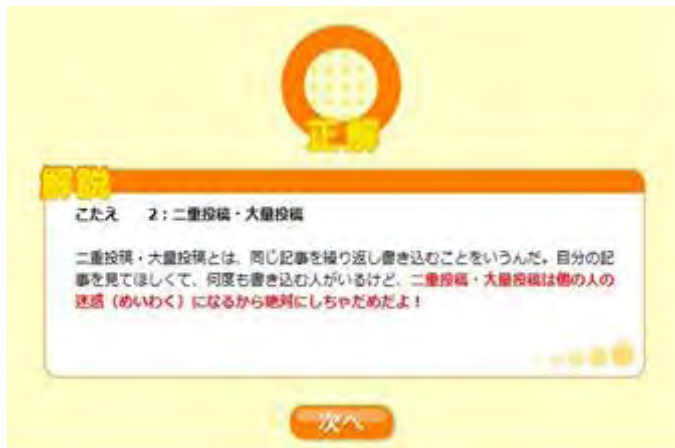 正解
解説
こたえ　2：二重投稿・大量投稿
二重投稿・大量投稿とは、同じ記事を繰り返し書き込むことをいうんだ。自分の記
事を見てほしくて、何度も書き込む人がいるけど、二重投稿・大量投稿は他の人の
迷惑（めいわく）になるから絶対にしちゃだめだよ！
次へ